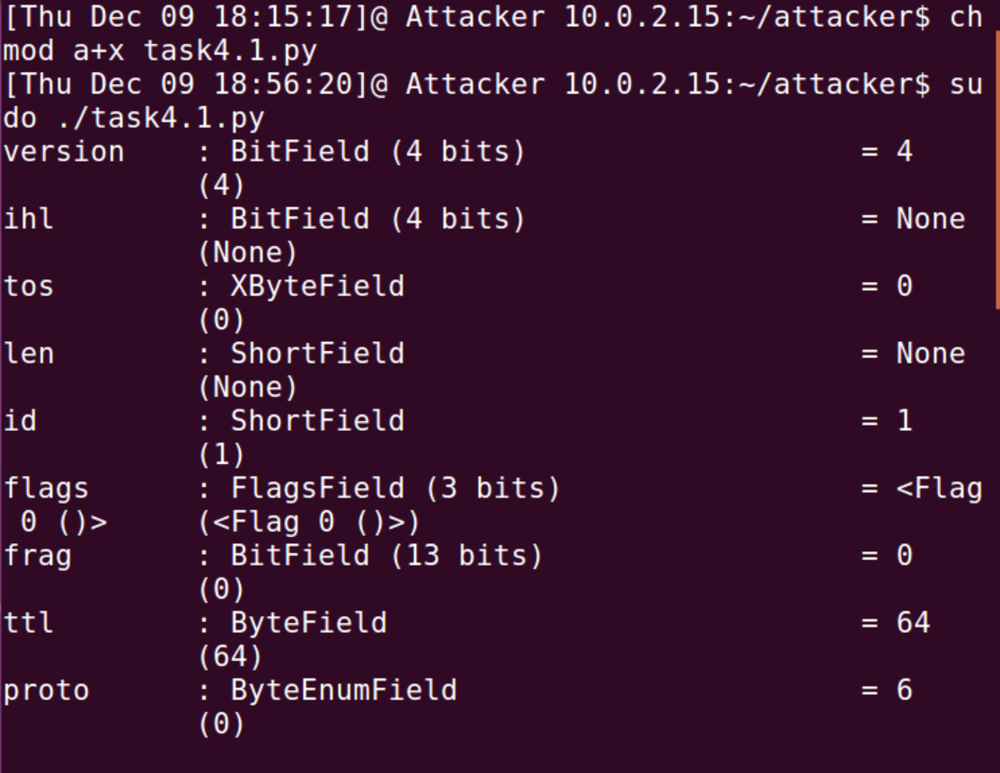 [Thu Dec 09 18:15:17]@ Attacker 10.0.2.15:~/attacker$ ch
mod a+x task4.1.py
[Thu Dec 09 18:56:20]@ Attacker 10.0.2.15:~/attacker$ su
do ./task4.1.py
version    : BitField (4 bits)                    = 4
           (4)
ihl        : BitField (4 bits)                    = None
           (None)
tos        : XByteField                           = 0
           (0)
len        : ShortField                           = None
           (None)
id         : ShortField                           = 1
           (1)
flags      : FlagsField (3 bits)                  = <Flag
 0 ()>     (<Flag 0 ()>)
frag       : BitField (13 bits)                   = 0
           (0)
ttl        : ByteField                            = 64
           (64)
proto      : ByteEnumField                        = 6
           (0)